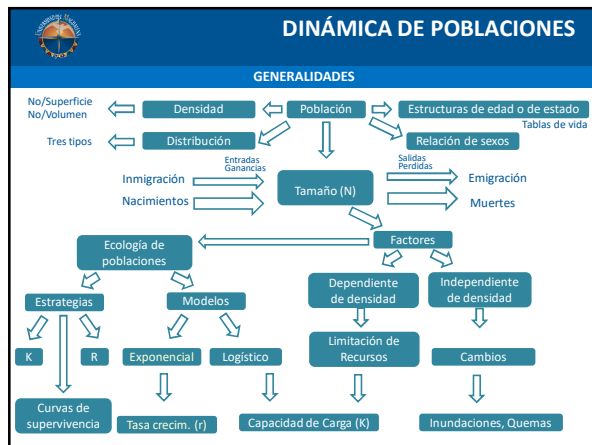 DINÁMICA DE POBLACIONES
GENERALIDADES
No/Superficie
No/Volumen
Densidad
Población
Estructuras de edad o de estado
Tablas de vida
Tres tipos
Distribución
Relación de sexos
Entradas
Ganancias
Salidas
Perdidas
Inmigración
Nacimientos
Tamaño (N)
Emigración
Muertes
Ecología de
poblaciones
Factores
Dependiente
de densidad
Independiente
de densidad
Estrategias
Modelos
K
R
Exponencial
Logístico
Limitación de
Recursos
Cambios
Curvas de
supervivencia
Tasa crecim. (r)
Capacidad de Carga (K)
Inundaciones, Quemas